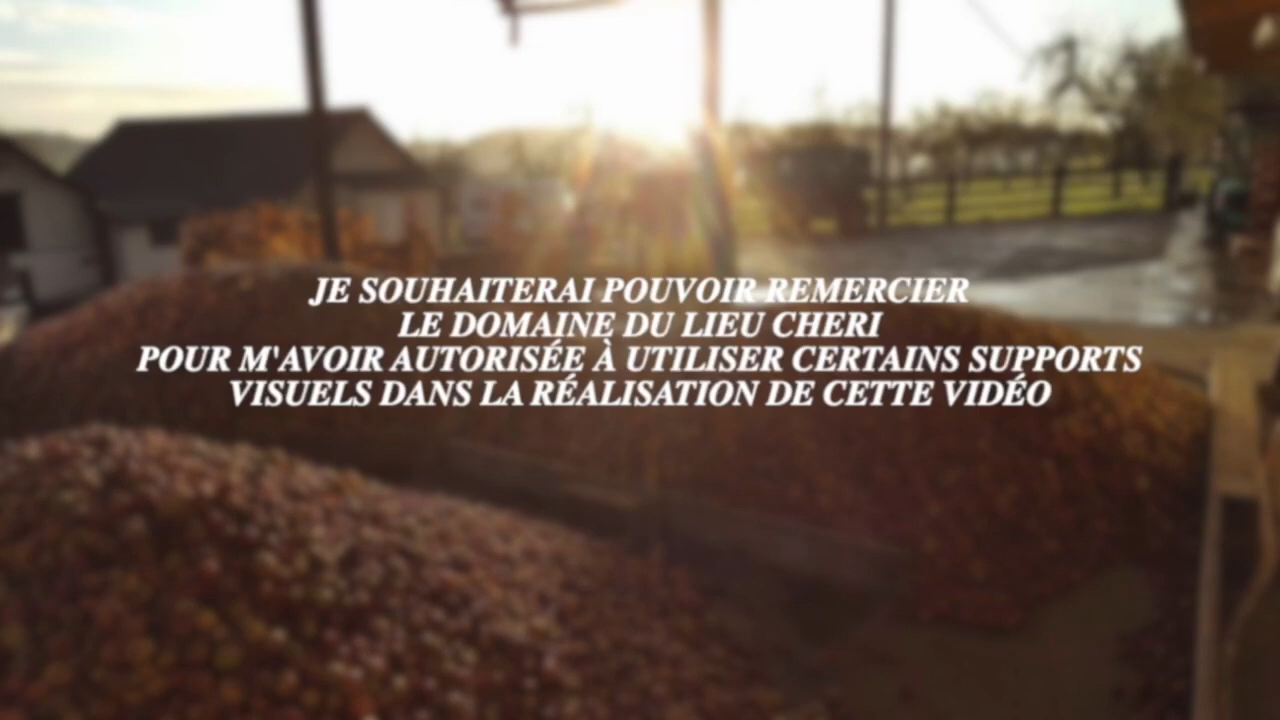 JE SOUHAITERAI POUVOIR REMERCIER
LE DOMAINE DU LIEU CHERI
POUR M'AVOIR AUTORISÉE À UTILISER CERTAINS SUPPORTS
VISUELS DANS LA RÉALISATION DE CETTE VIDÉO